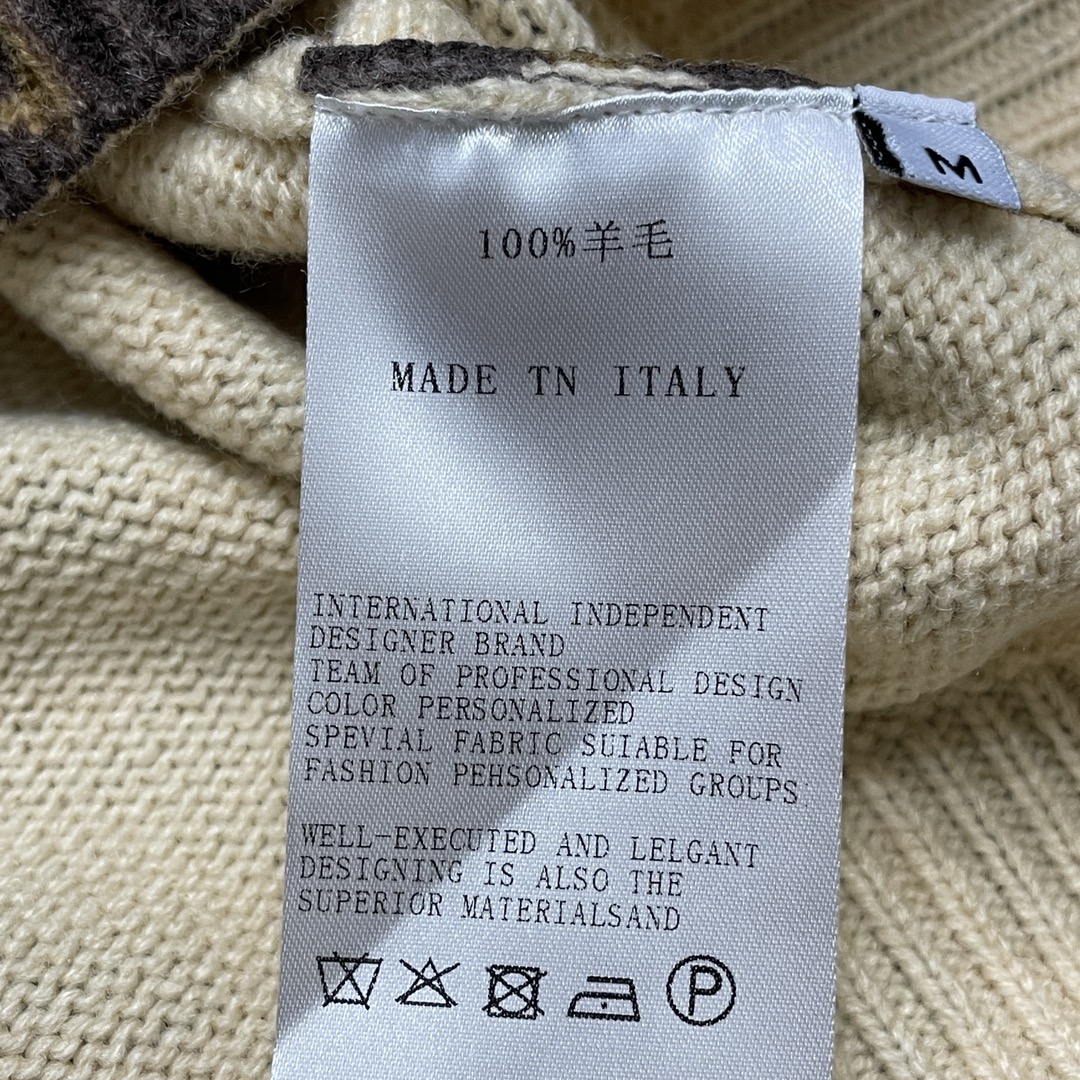 M
100%羊毛
MADE TN ITALY
INTERNATIONAL INDEPENDENT
DESIGNER BRAND
TEAM OF PROFESSIONAL DESIGN
COLOR PERSONALIZED
SPEVIAL FABRIC SUIABLE FOR
FASHION PEHSONALIZED GROUPS.
WELL-EXECUTED AND LELGANT
DESIGNING IS ALSO THE
SUPERIOR MATERIALSAND
P